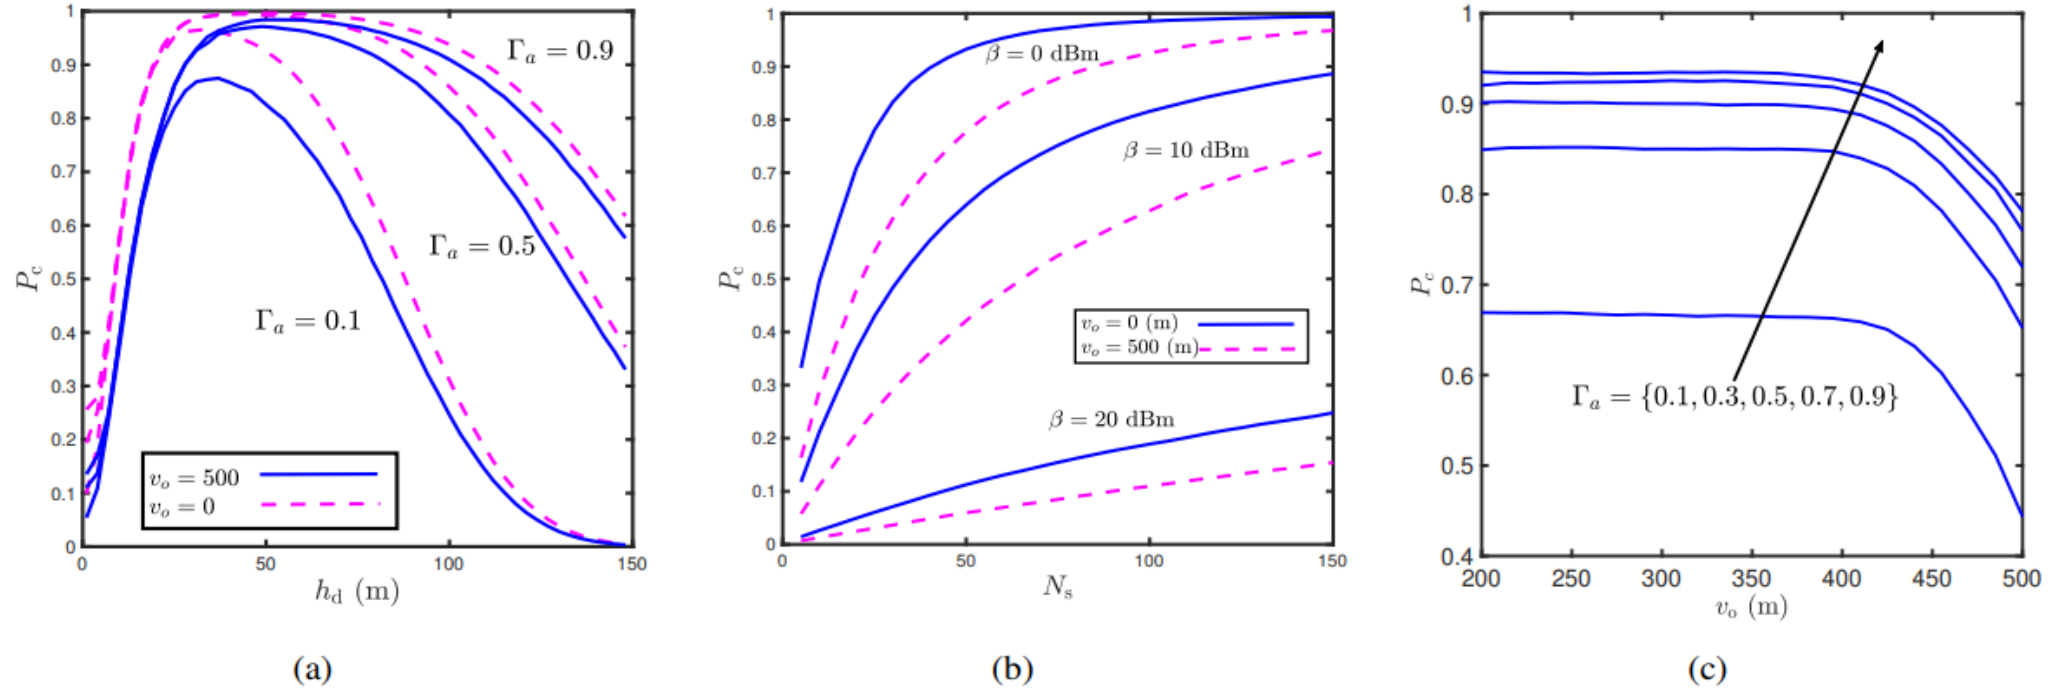 1
0.9
0.8
0.7
0.6
0.5
0.4
0.3
0.2
0.1
0
0
50
100
150
P_c
h_d (m)
Γ_a = 0.9
Γ_a = 0.5
Γ_a = 0.1
v_o = 500
v_o = 0
(a)
1
0.9
0.8
0.7
0.6
0.5
0.4
0.3
0.2
0.1
0
0
50
100
150
P_c
N_s
β = 0 dBm
β = 10 dBm
β = 20 dBm
v_o = 0 (m)
v_o = 500 (m)
(b)
1
0.9
0.8
0.7
0.6
0.5
0.4
200
250
300
350
400
450
500
P_c
v_o (m)
Γ_a = {0.1, 0.3, 0.5, 0.7, 0.9}
(c)